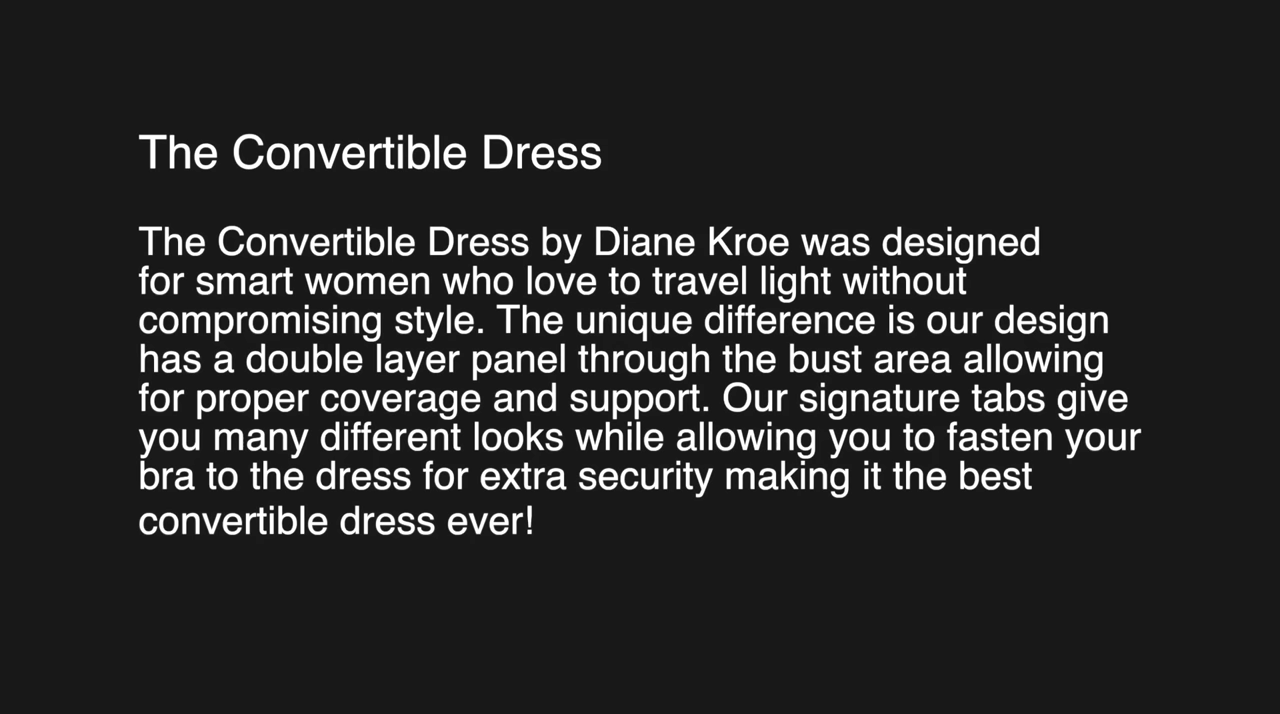 The Convertible Dress
The Convertible Dress by Diane Kroe was designed
for smart women who love to travel light without
compromising style. The unique difference is our design
has a double layer panel through the bust area allowing
for proper coverage and support. Our signature tabs give
you many different looks while allowing you to fasten your
bra to the dress for extra security making it the best
convertible dress ever!